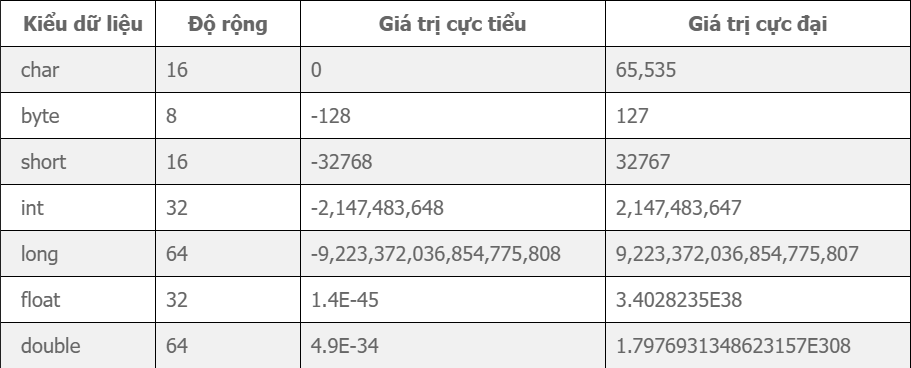 Kiểu dữ liệu Độ rộng Giá trị cực tiểu Giá trị cực đại
char 16 0 65,535
byte 8 -128 127
short 16 -32768 32767
int 32 -2,147,483,648 2,147,483,647
long 64 -9,223,372,036,854,775,808 9,223,372,036,854,775,807
float 32 1.4E-45 3.4028235E38
double 64 4.9E-34 1.7976931348623157E308